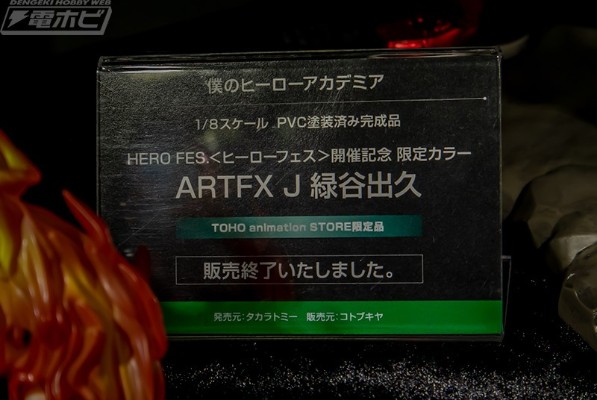 DENGEKI HOBBY WEB
電ホビ
僕のヒーローアカデミア
1/8スケール PVC塗装済み完成品
HERO FES.<ヒーローフェス>開催記念 限定カラー
ARTFX J 緑谷出久
TOHO animation STORE限定品
販売終了いたしました。
発売元:タカラトミー 販売元:コトブキヤ